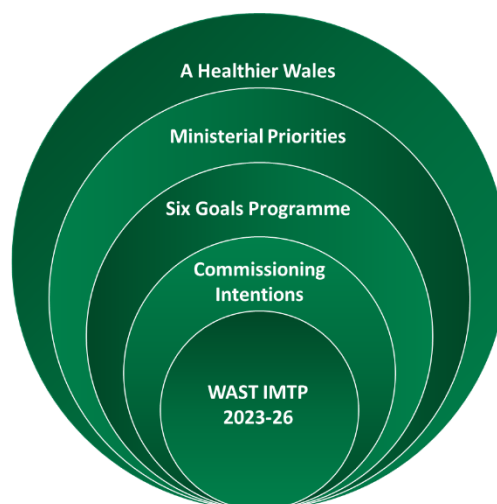 A Healthier Wales
Ministerial Priorities
Six Goals Programme
Commissioning
Intentions
WAST IMTP
2023-26